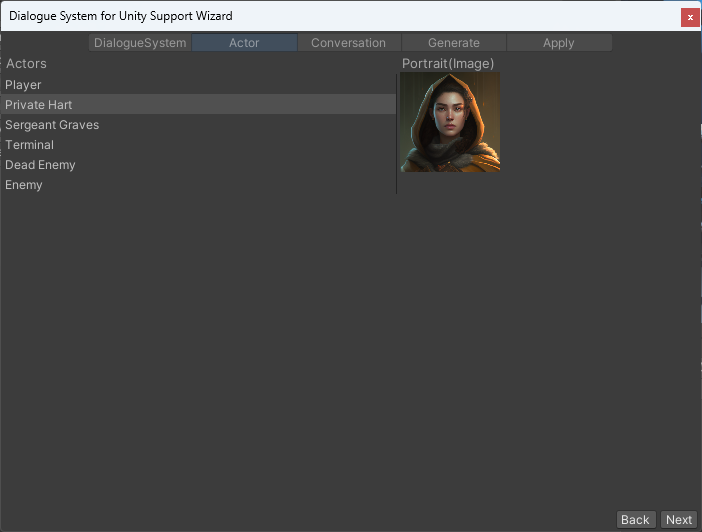 Dialogue System for Unity Support Wizard
x
DialogueSystem Actor Conversation Generate Apply
Actors
Portrait(Image)
Player
Private Hart
Sergeant Graves
Terminal
Dead Enemy
Enemy
Back Next